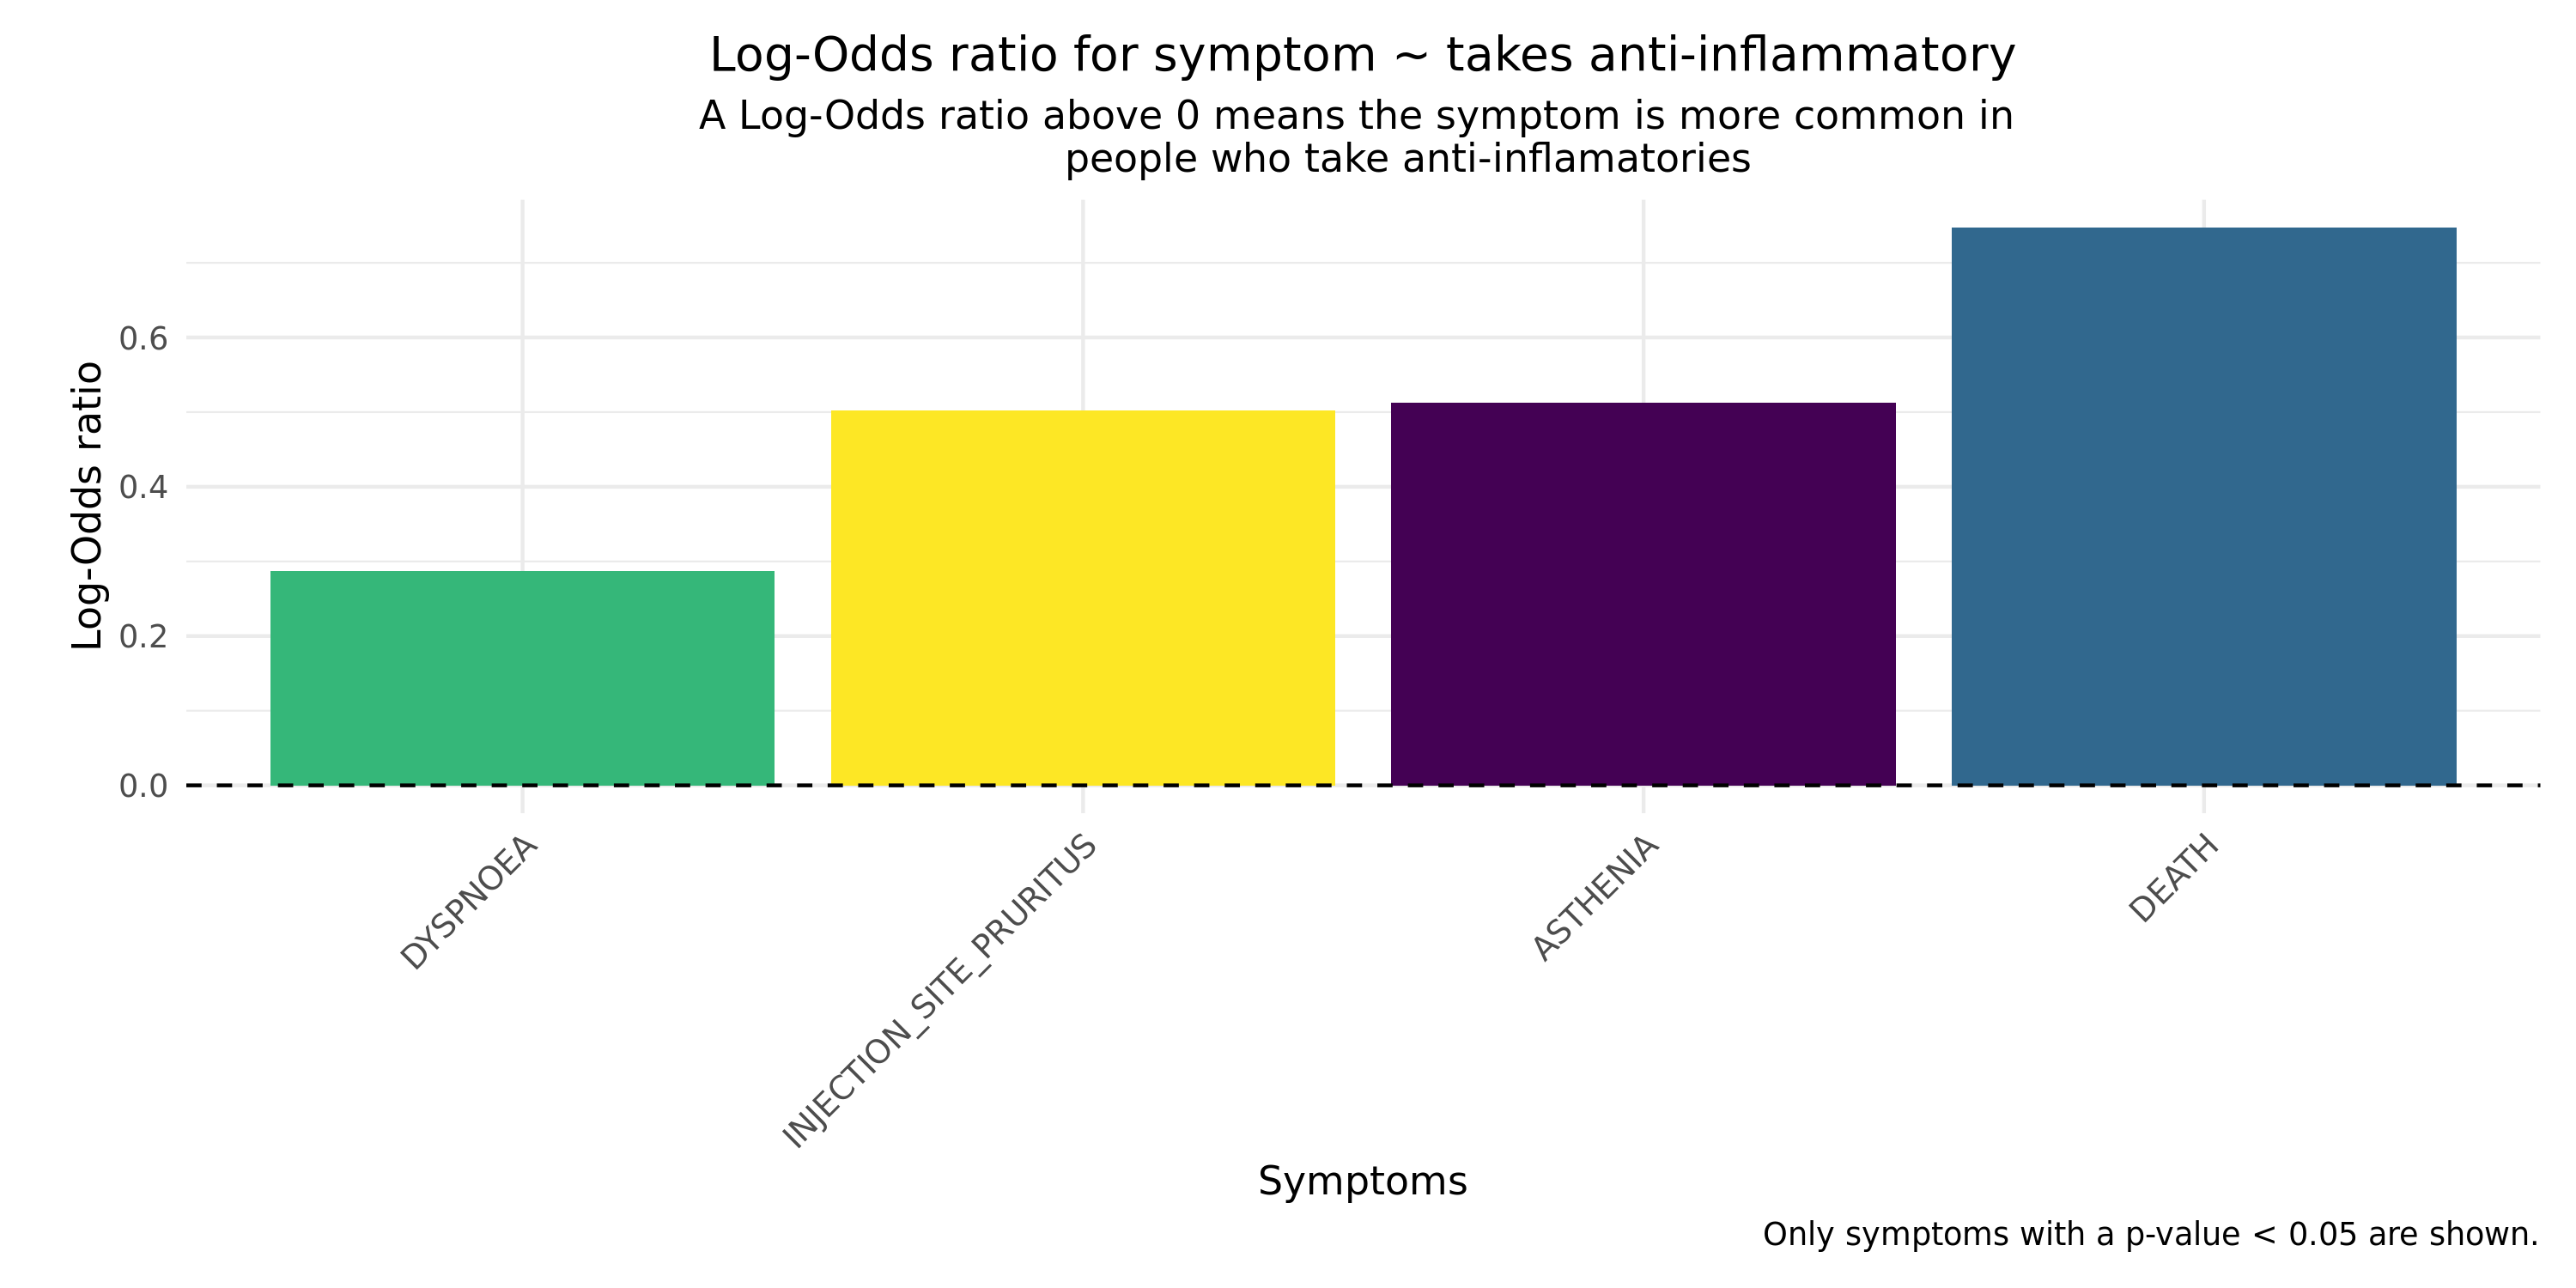 Log-Odds ratio for symptom ~ takes anti-inflammatory
A Log-Odds ratio above 0 means the symptom is more common in
people who take anti-inflamatories
Log-Odds ratio
0.6
0.4
0.2
0.0
DYSPNOEA
INJECTION_SITE_PRURITUS
ASTHENIA
DEATH
Symptoms
Only symptoms with a p-value < 0.05 are shown.